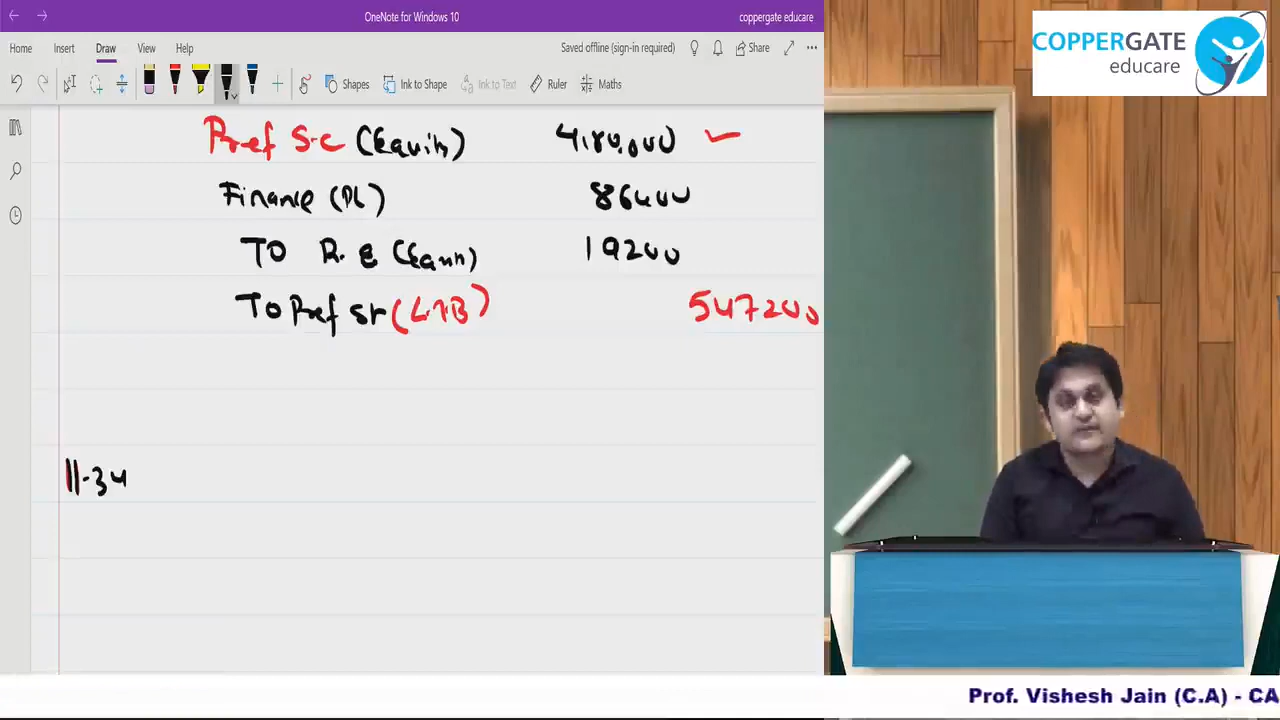 OneNote for Windows 10
coppergate educare
Home Insert Draw View Help
Saved offline (sign-in required)
Share
Shapes
Ink to Shape
Ink to Text
Ruler
Maths
Pref S.C (Equity) 4,80,000
Finance (PL) 86400
TO R.E (Equity) 19200
TO Pref Sr (LTB) 547200
11.34
COPPERGATE
educare
Prof. Vishesh Jain (C.A) - CA